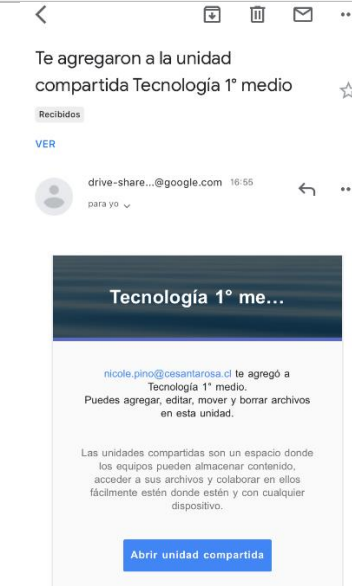 Te agregaron a la unidad
compartida Tecnología 1° medio
Recibidos
VER
drive-share...@google.com 16:55
para yo
Tecnología 1° me...
nicole.pino@cesantarosa.cl te agregó a
Tecnología 1° medio.
Puedes agregar, editar, mover y borrar archivos
en esta unidad.
Las unidades compartidas son un espacio donde
los equipos pueden almacenar contenido,
acceder a sus archivos y colaborar en ellos
fácilmente estén donde estén y con cualquier
dispositivo.
Abrir unidad compartida